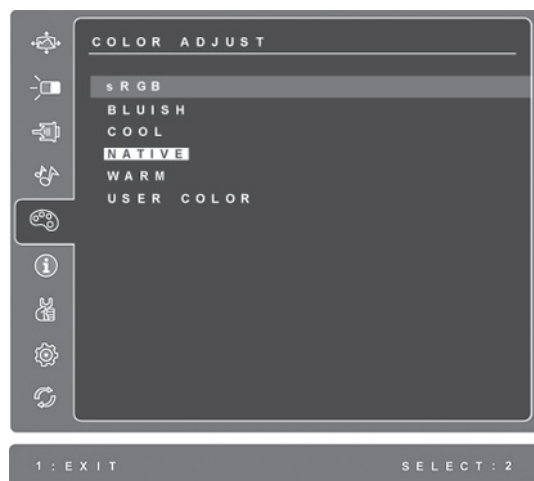 COLOR ADJUST
sRGB
BLUISH
COOL
NATIVE
WARM
USER COLOR
1:EXIT SELECT:2